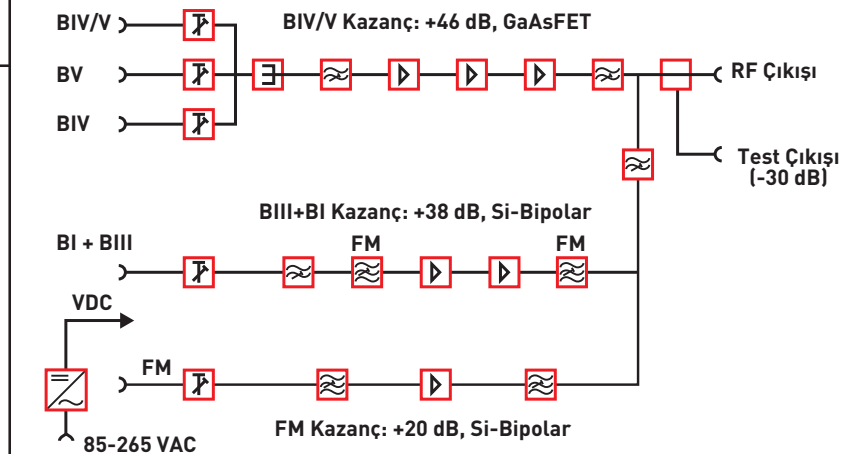 BIV/V
BIV/V Kazanç: +46 dB, GaAsFET
BV
RF Çıkışı
BIV
Test Çıkışı
(-30 dB)
BIII+BI Kazanç: +38 dB, Si-Bipolar
BI + BIII
FM
FM
VDC
FM
FM Kazanç: +20 dB, Si-Bipolar
85-265 VAC